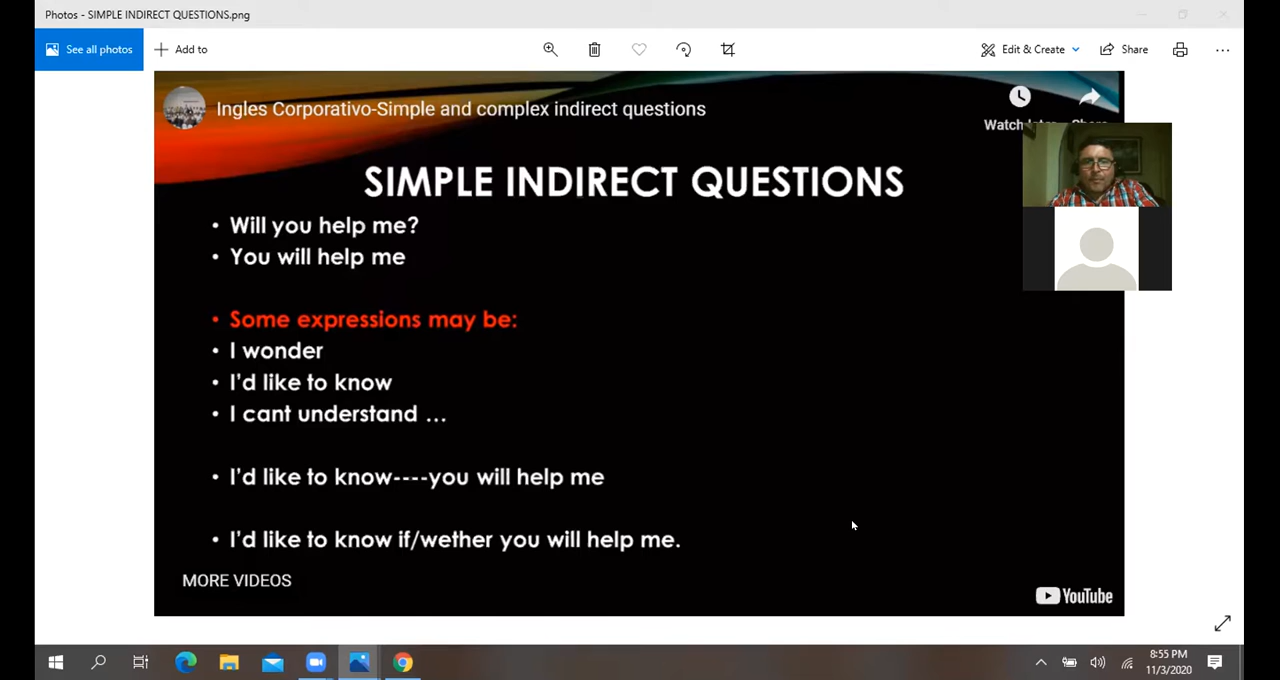 Photos - SIMPLE INDIRECT QUESTIONS.png
See all photos
Add to
Edit & Create
Share
Ingles Corporativo-Simple and complex indirect questions
Watch later
Share
SIMPLE INDIRECT QUESTIONS
• Will you help me?
• You will help me
• Some expressions may be:
• I wonder
• I'd like to know
• I cant understand ...
• I'd like to know----you will help me
• I'd like to know if/wether you will help me.
MORE VIDEOS
YouTube
8:55 PM
11/3/2020